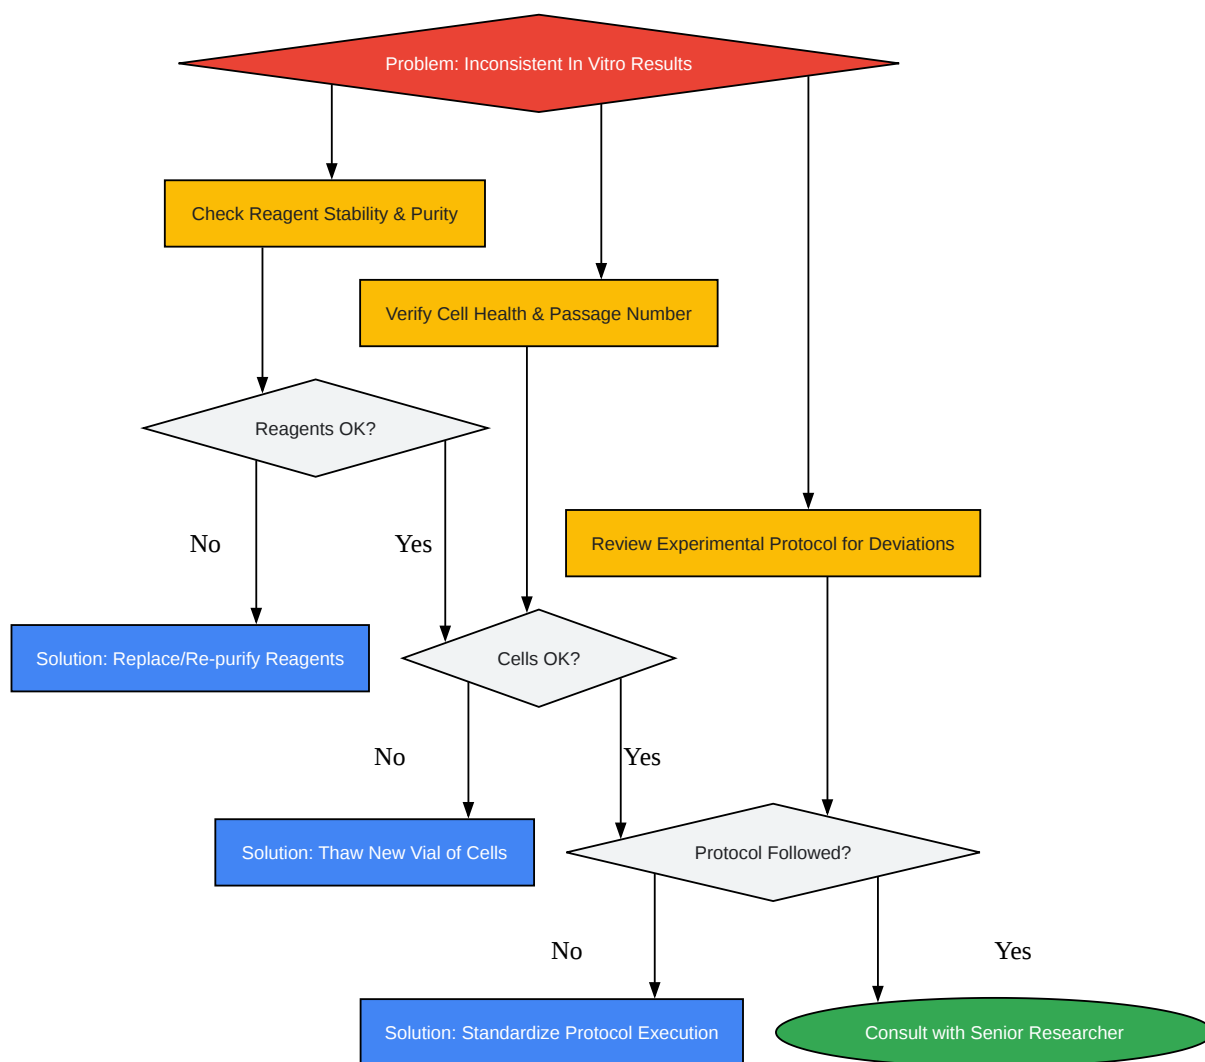 Problem: Inconsistent In Vitro Results
Check Reagent Stability & Purity
Verify Cell Health & Passage Number
Reagents OK?
No
Yes
Review Experimental Protocol for Deviations
Solution: Replace/Re-purify Reagents
Cells OK?
No
Yes
Solution: Thaw New Vial of Cells
Protocol Followed?
No
Yes
Solution: Standardize Protocol Execution
Consult with Senior Researcher